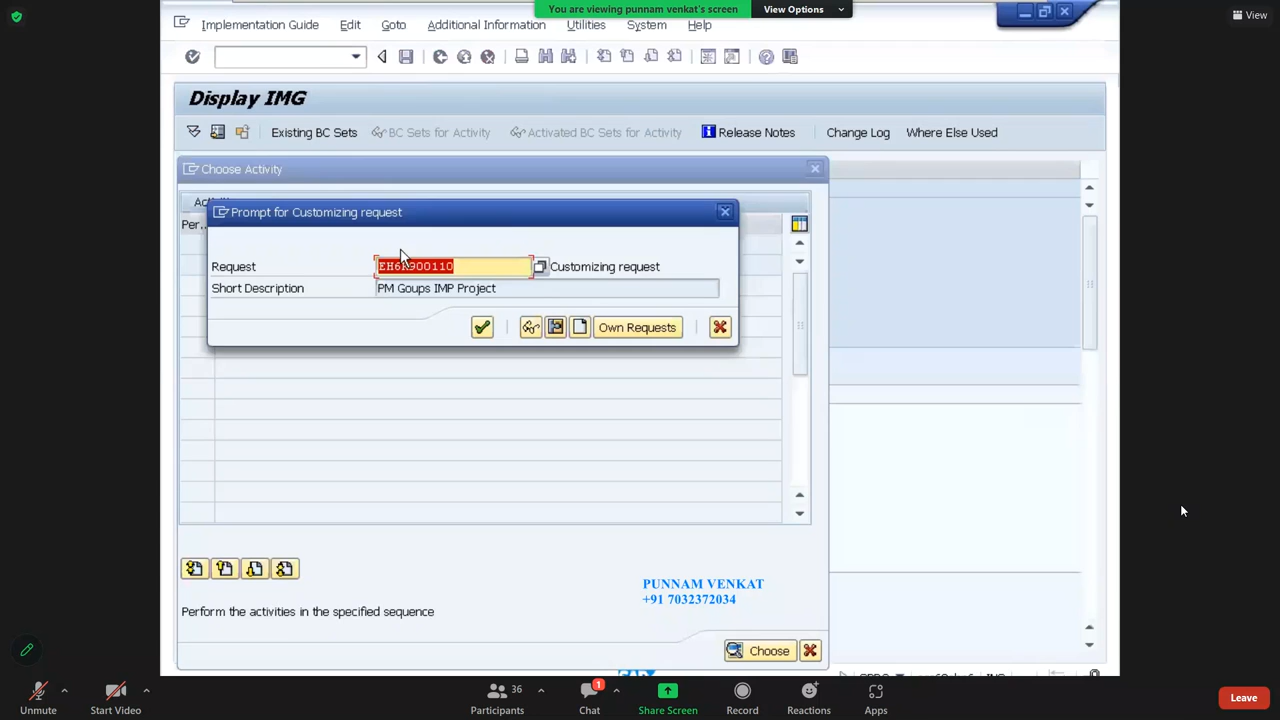 You are viewing punnam venkat's screen
View Options
View
Implementation Guide Edit Goto Additional Information Utilities System Help
Display IMG
Existing BC Sets BC Sets for Activity Activated BC Sets for Activity Release Notes Change Log Where Else Used
Choose Activity
Per...
Prompt for Customizing request
Request
Customizing request
Short Description PM Goups IMP Project
Own Requests
PUNNAM VENKAT
+91 7032372034
Perform the activities in the specified sequence
Choose
36
1
Unmute Start Video Participants Chat Share Screen Record Reactions Apps Leave